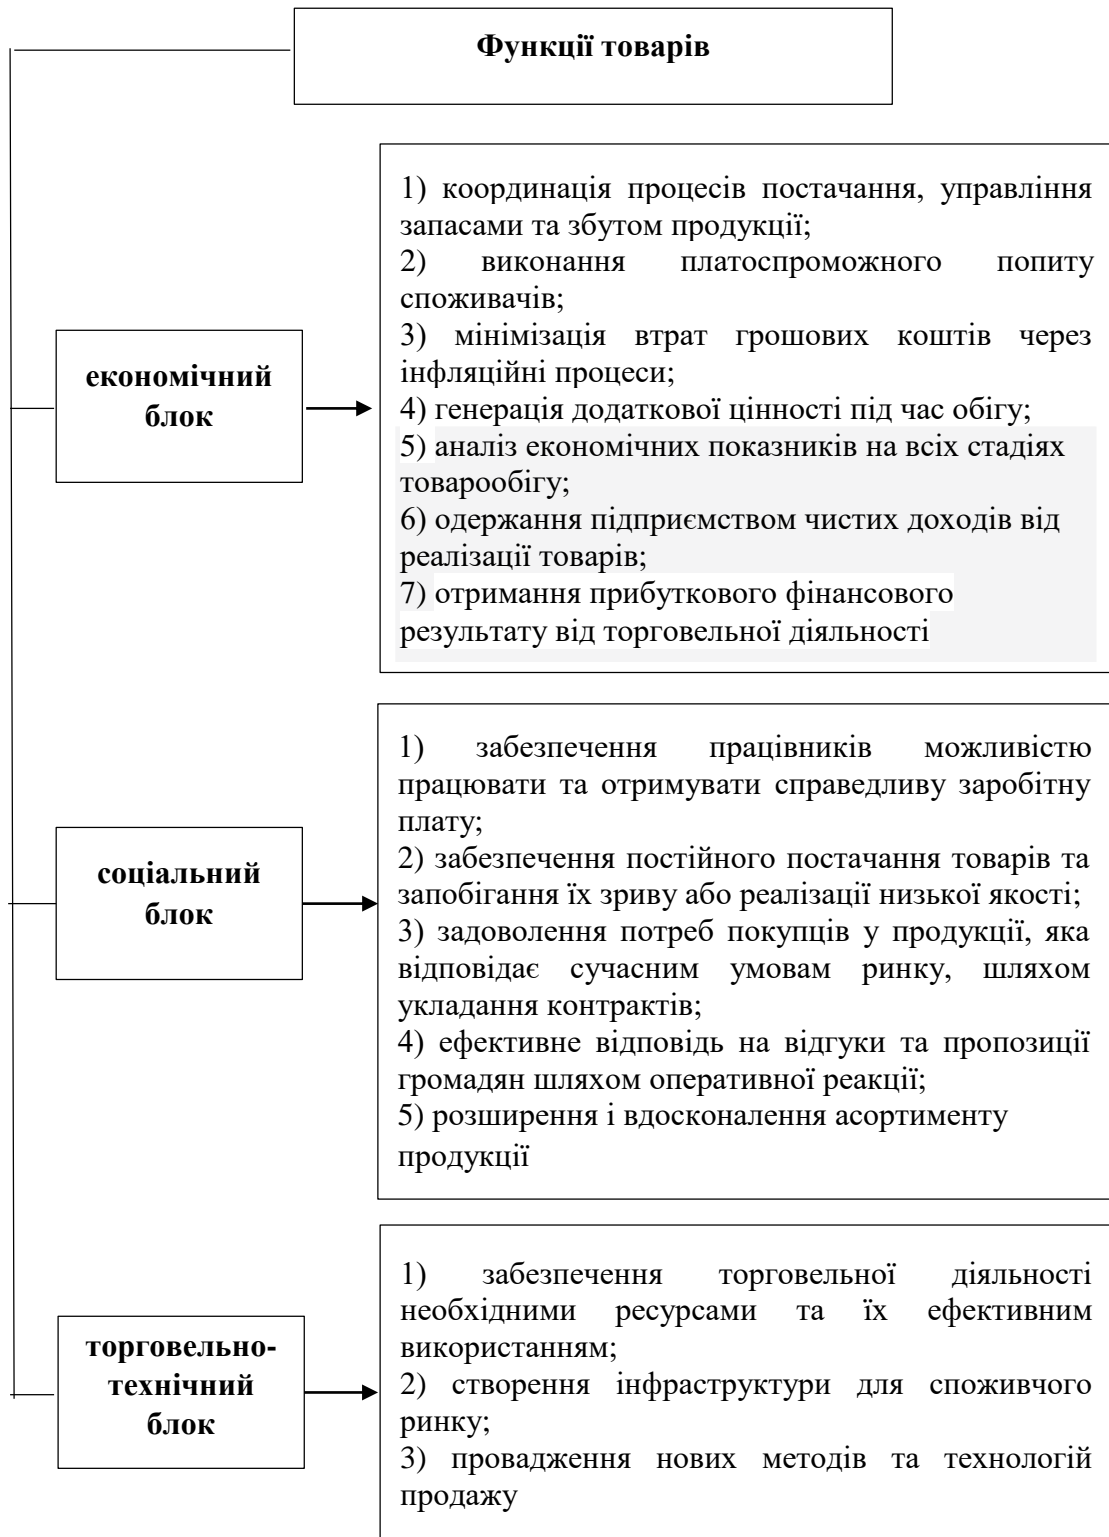 Функції товарів
економічний
блок
1) координація процесів постачання, управління
запасами та збутом продукції;
2) виконання платоспроможного попиту
споживачів;
3) мінімізація втрат грошових коштів через
інфляційні процеси;
4) генерація додаткової цінності під час обігу;
5) аналіз економічних показників на всіх стадіях
товарообігу;
6) одержання підприємством чистих доходів від
реалізації товарів;
7) отримання прибуткового фінансового
результату від торговельної діяльності
соціальний
блок
1) забезпечення працівників можливістю
працювати та отримувати справедливу заробітну
плату;
2) забезпечення постійного постачання товарів та
запобігання їх зриву або реалізації низької якості;
3) задоволення потреб покупців у продукції, яка
відповідає сучасним умовам ринку, шляхом
укладання контрактів;
4) ефективне відповідь на відгуки та пропозиції
громадян шляхом оперативної реакції;
5) розширення і вдосконалення асортименту
продукції
торговельно-
технічний
блок
1) забезпечення торговельної діяльності
необхідними ресурсами та їх ефективним
використанням;
2) створення інфраструктури для споживчого
ринку;
3) провадження нових методів та технологій
продажу